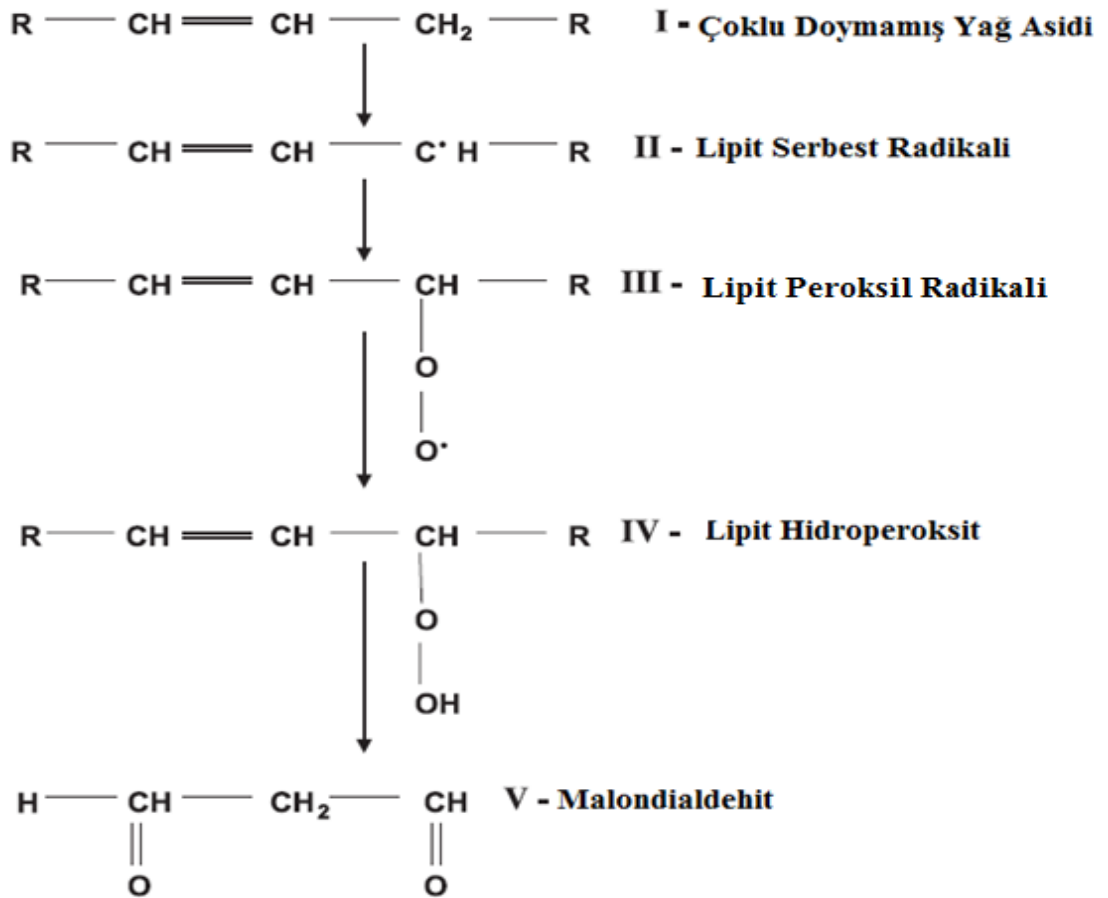 R CH CH CH₂ R I - Çoklu Doymamış Yağ Asidi
R CH CH C• H R II - Lipit Serbest Radikali
R CH CH CH R III - Lipit Peroksil Radikali
O
O•
R CH CH CH R IV - Lipit Hidroperoksit
O
OH
H CH CH₂ CH V - Malondialdehit
O O